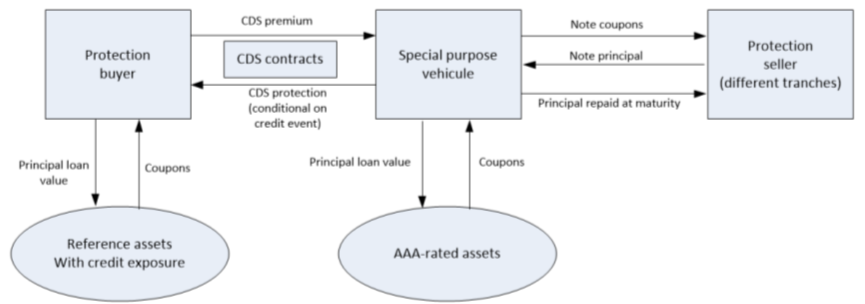 CDS premium
Note coupons
Protection
buyer
CDS contracts
Special purpose
vehicule
Note principal
Protection
seller
(different tranches)
CDS protection
(conditional on
credit event)
Principal repaid at maturity
Principal loan
value
Coupons
Principal loan value
Coupons
Reference assets
With credit exposure
AAA-rated assets